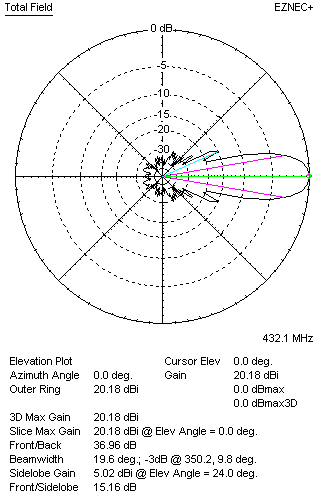 Total Field
EZNEC+
0 dB
-5
-10
-15
-20
-30
432.1 MHz
Elevation Plot
Cursor Elev 0.0 deg.
Azimuth Angle 0.0 deg.
Gain 20.18 dBi
Outer Ring 20.18 dBi
0.0 dBmax
0.0 dBmax3D
3D Max Gain 20.18 dBi
Slice Max Gain 20.18 dBi @ Elev Angle = 0.0 deg.
Front/Back 36.96 dB
Beamwidth 19.6 deg.; -3dB @ 350.2, 9.8 deg.
Sidelobe Gain 5.02 dBi @ Elev Angle = 24.0 deg.
Front/Sidelobe 15.16 dB